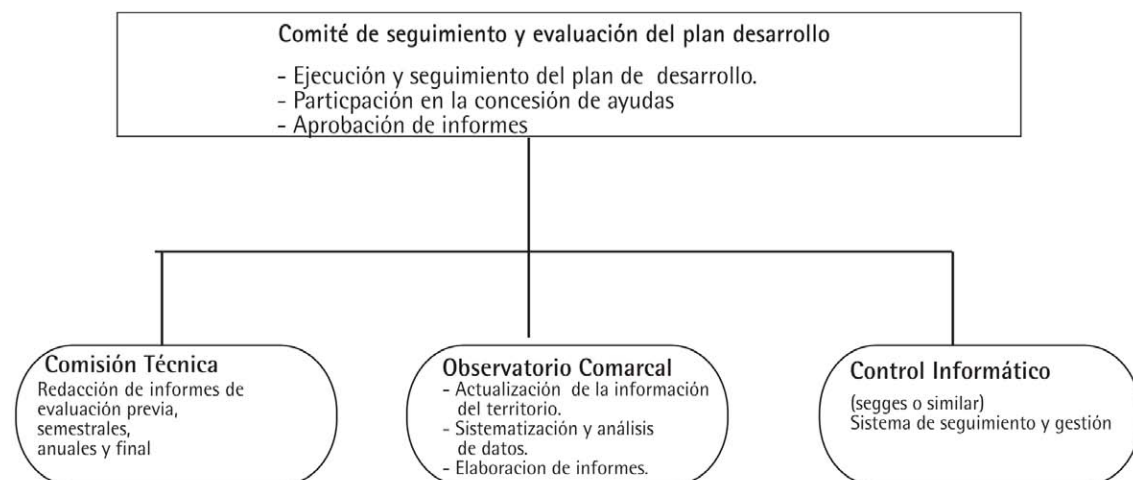 Comité de seguimiento y evaluación del plan desarrollo
- Ejecución y seguimiento del plan de desarrollo.
- Particpación en la concesión de ayudas
- Aprobación de informes
Comisión Técnica
Redacción de informes de
evaluación previa,
semestrales,
anuales y final
Observatorio Comarcal
- Actualización de la información
del territorio.
- Sistematización y análisis
de datos.
- Elaboracion de informes.
Control Informático
(segges o similar)
Sistema de seguimiento y gestión